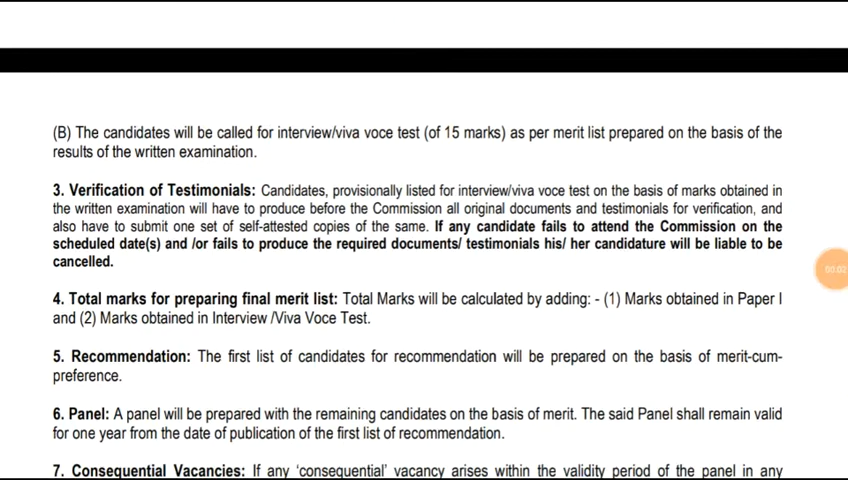 (B) The candidates will be called for interview/viva voce test (of 15 marks) as per merit list prepared on the basis of the
results of the written examination.
3. Verification of Testimonials: Candidates, provisionally listed for interview/viva voce test on the basis of marks obtained in
the written examination will have to produce before the Commission all original documents and testimonials for verification, and
also have to submit one set of self-attested copies of the same. If any candidate fails to attend the Commission on the
scheduled date(s) and /or fails to produce the required documents/ testimonials his/ her candidature will be liable to be
cancelled.
00:02
4. Total marks for preparing final merit list: Total Marks will be calculated by adding: - (1) Marks obtained in Paper I
and (2) Marks obtained in Interview /Viva Voce Test.
5. Recommendation: The first list of candidates for recommendation will be prepared on the basis of merit-cum-
preference.
6. Panel: A panel will be prepared with the remaining candidates on the basis of merit. The said Panel shall remain valid
for one year from the date of publication of the first list of recommendation.
7. Consequential Vacancies: If any 'consequential' vacancy arises within the validity period of the panel in any